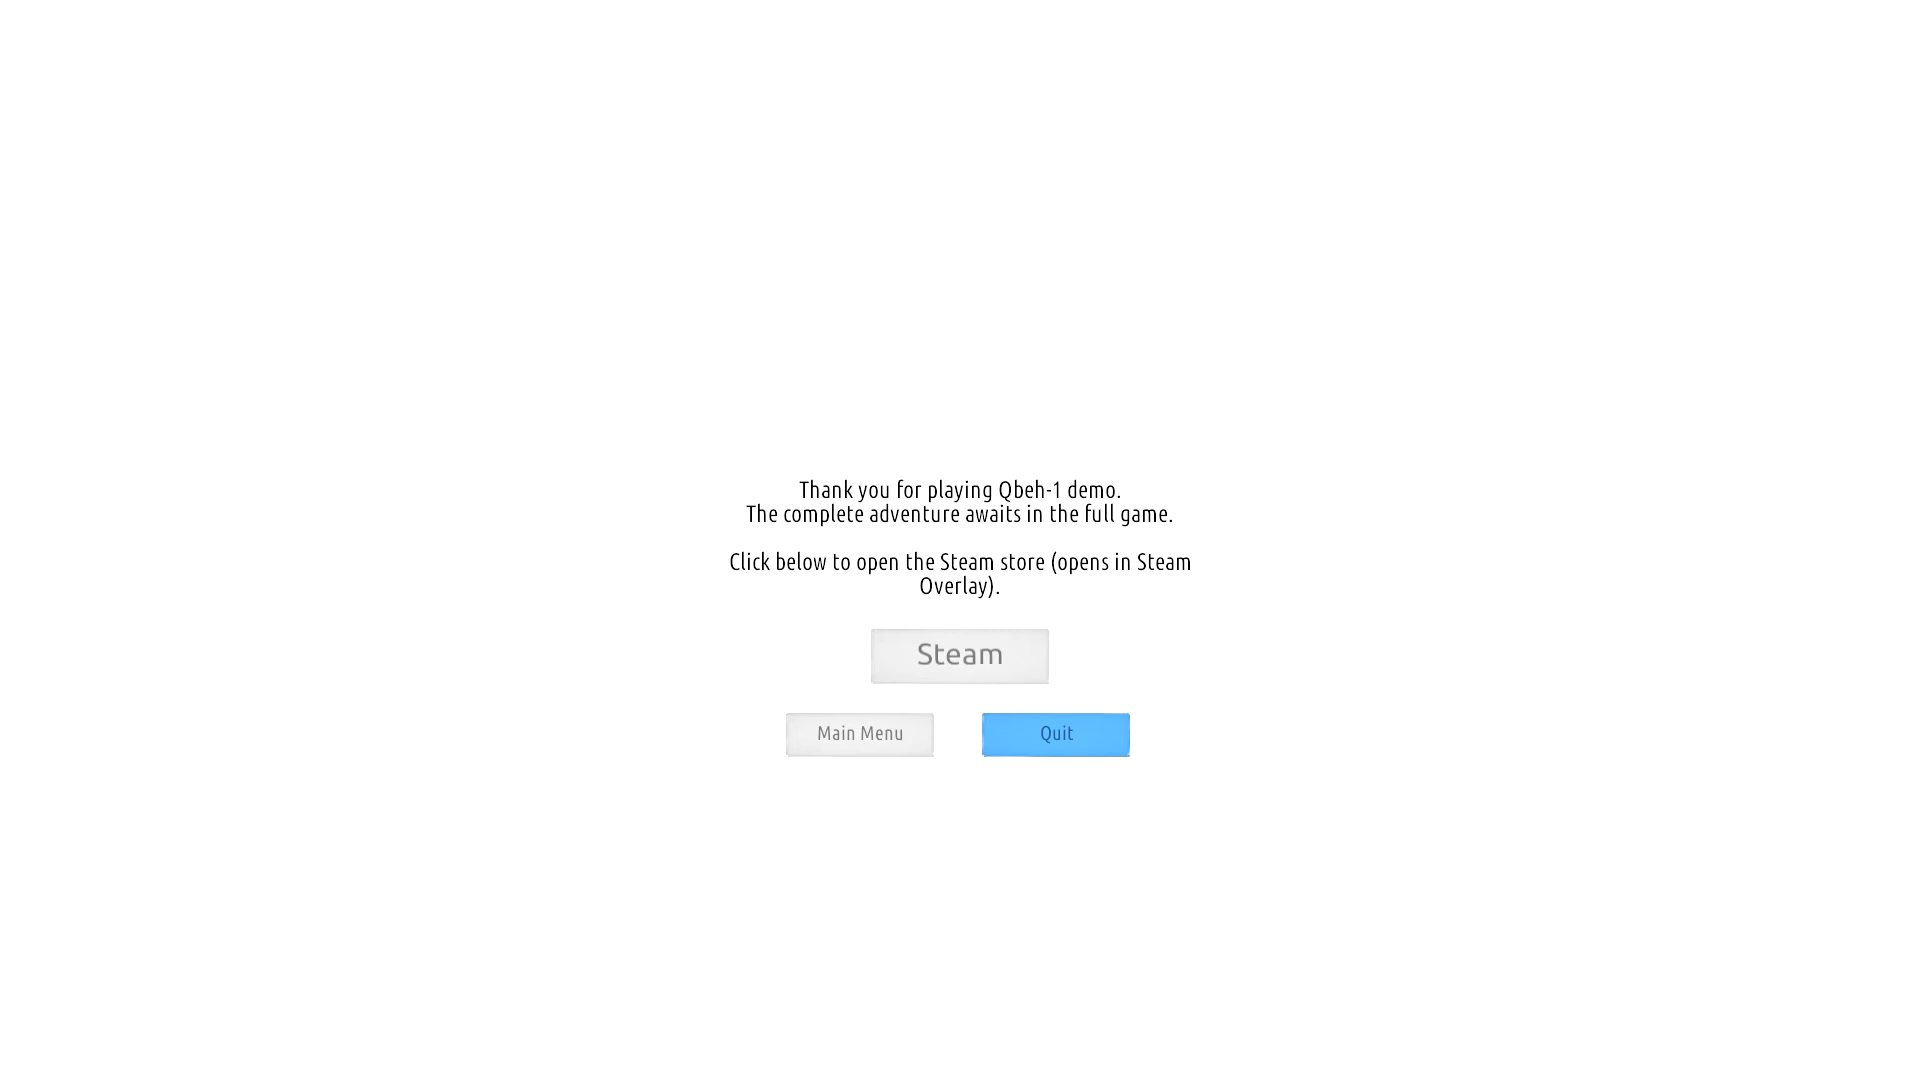 Thank you for playing Qbeh-1 demo.
The complete adventure awaits in the full game.
Click below to open the Steam store (opens in Steam
Overlay).
Steam
Main Menu
Quit